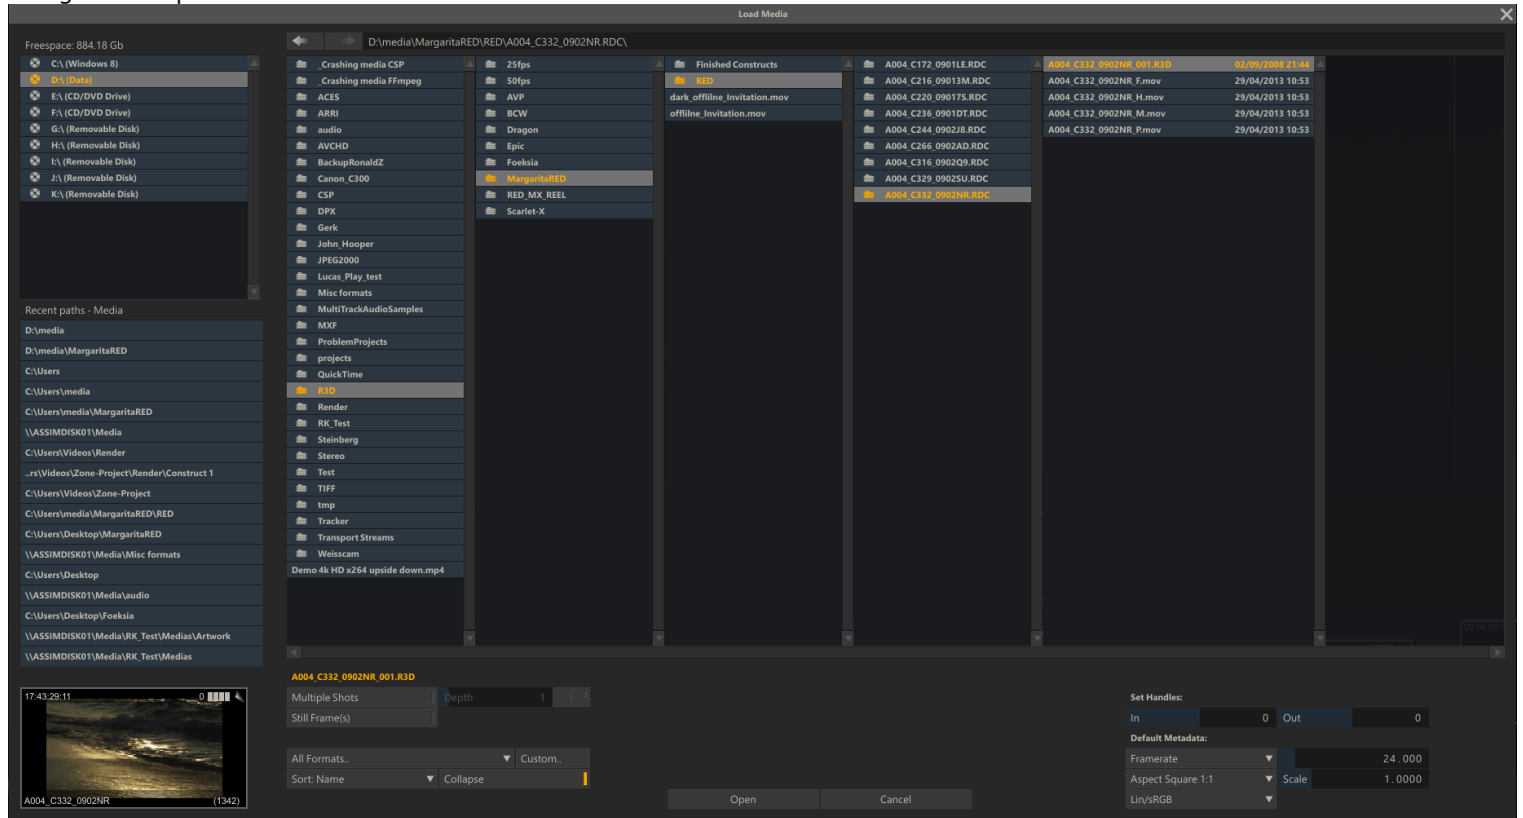 Load Media
Freespace: 884.18 Gb
D:\media\MargaritaRED\RED\A004_C332_0902NR.RDC\
C:\ (Windows 8)
D:\ (Data)
E:\ (CD/DVD Drive)
F:\ (CD/DVD Drive)
G:\ (Removable Disk)
H:\ (Removable Disk)
I:\ (Removable Disk)
J:\ (Removable Disk)
K:\ (Removable Disk)
Recent paths - Media
D:\media
D:\media\MargaritaRED
C:\Users
C:\Users\media
C:\Users\media\MargaritaRED
\\ASSIMDISK01\Media
C:\Users\Videos\Render
..rs\Videos\Zone-Project\Render\Construct 1
C:\Users\Videos\Zone-Project
C:\Users\media\MargaritaRED\RED
C:\Users\Desktop\MargaritaRED
\\ASSIMDISK01\Media\Misc formats
C:\Users\Desktop
\\ASSIMDISK01\Media\audio
C:\Users\Desktop\Foeksia
\\ASSIMDISK01\Media\RK_Test\Medias\Artwork
\\ASSIMDISK01\Media\RK_Test\Medias
_Crashing media CSP
_Crashing media FFmpeg
ACES
ARRI
audio
AVCHD
BackupRonaldZ
Canon_C300
CSP
DPX
Gerk
John_Hooper
JPEG2000
Lucas_Play_test
Misc formats
MultiTrackAudioSamples
MXF
ProblemProjects
projects
QuickTime
R3D
Render
RK_Test
Steinberg
Stereo
Test
TIFF
tmp
Tracker
Transport Streams
Weisscam
Demo 4k HD x264 upside down.mp4
25fps
50fps
AVP
BCW
Dragon
Epic
Foeksia
MargaritaRED
RED_MX_REEL
Scarlet-X
Finished Constructs
RED
dark_offlilne_Invitation.mov
offlilne_Invitation.mov
A004_C172_0901LE.RDC
A004_C216_09013M.RDC
A004_C220_09017S.RDC
A004_C236_0901DT.RDC
A004_C244_0902J8.RDC
A004_C266_0902AD.RDC
A004_C316_0902Q9.RDC
A004_C329_0902SU.RDC
A004_C332_0902NR.RDC
A004_C332_0902NR_001.R3D 02/09/2008 21:44
A004_C332_0902NR_F.mov 29/04/2013 10:53
A004_C332_0902NR_H.mov 29/04/2013 10:53
A004_C332_0902NR_M.mov 29/04/2013 10:53
A004_C332_0902NR_P.mov 29/04/2013 10:53
17:43:29:11 0
A004_C332_0902NR (1342)
A004_C332_0902NR_001.R3D
Multiple Shots Depth 1
Still Frame(s)
All Formats.. Custom..
Sort: Name Collapse
Open Cancel
Set Handles:
In 0 Out 0
Default Metadata:
Framerate 24.000
Aspect Square 1:1 Scale 1.0000
Lin/sRGB